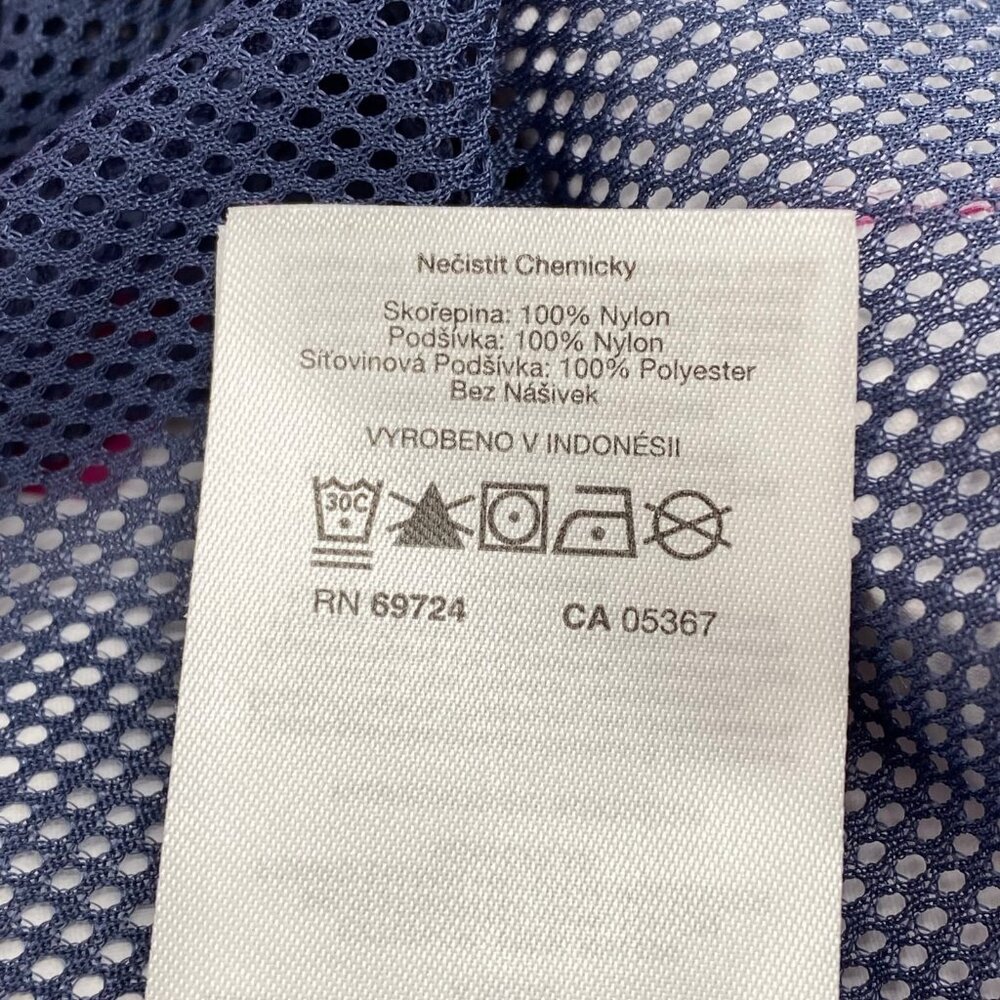 Nečistit Chemicky
Skořepina: 100% Nylon
Podšívka: 100% Nylon
Síťovinová Podšívka: 100% Polyester
Bez Nášivek
VYROBENO V INDONÉSII
30C
RN 69724 CA 05367